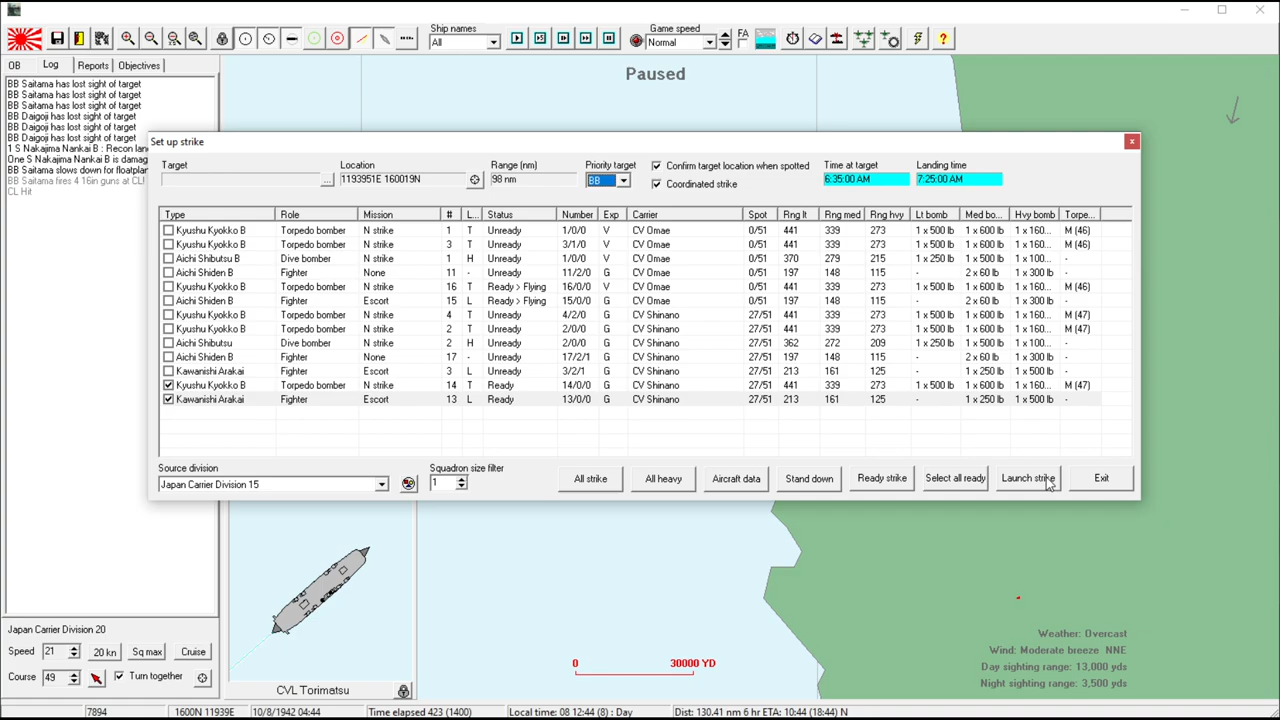 Ship names
All
Game speed
Normal
FA
OB Log Reports Objectives
Paused
BB Saitama has lost sight of target
BB Saitama has lost sight of target
BB Saitama has lost sight of target
BB Daigoji has lost sight of target
BB Daigoji has lost sight of target
BB Daigoji has lost sight of target
1 S Nakajima Nankai B : Recon lan
One S Nakajima Nankai B is damag
BB Saitama slows down for floatplan
BB Saitama fires 4 16in guns at CL!
CL Hit
Set up strike
Target Location Range (nm) Priority target Confirm target location when spotted Time at target Landing time
... 1193951E 160019N 98 nm BB Coordinated strike 6:35:00 AM 7:25:00 AM
Type Role Mission # L... Status Number Exp Carrier Spot Rng lt Rng med Rng hvy Lt bomb Med bo... Hvy bomb Torpe...
Kyushu Kyokko B Torpedo bomber N strike 1 T Unready 1/0/0 V CV Omae 0/51 441 339 273 1 x 500 lb 1 x 600 lb 1 x 160... M (46)
Kyushu Kyokko B Torpedo bomber N strike 3 T Unready 3/1/0 V CV Omae 0/51 441 339 273 1 x 500 lb 1 x 600 lb 1 x 160... M (46)
Aichi Shibutsu B Dive bomber N strike 1 H Unready 1/0/0 V CV Omae 0/51 370 279 215 1 x 250 lb 1 x 600 lb 1 x 100... -
Aichi Shiden B Fighter None 11 - Unready 11/2/0 G CV Omae 0/51 197 148 115 - 2 x 60 lb 1 x 300 lb -
Kyushu Kyokko B Torpedo bomber N strike 16 T Ready > Flying 16/0/0 V CV Omae 0/51 441 339 273 1 x 500 lb 1 x 600 lb 1 x 160... M (46)
Aichi Shiden B Fighter Escort 15 L Ready > Flying 15/0/0 G CV Omae 0/51 197 148 115 - 2 x 60 lb 1 x 300 lb -
Kyushu Kyokko B Torpedo bomber N strike 4 T Unready 4/2/0 G CV Shinano 27/51 441 339 273 1 x 500 lb 1 x 600 lb 1 x 160... M (47)
Kyushu Kyokko B Torpedo bomber N strike 2 T Unready 2/0/0 G CV Shinano 27/51 441 339 273 1 x 500 lb 1 x 600 lb 1 x 160... M (47)
Aichi Shibutsu Dive bomber N strike 2 H Unready 2/0/0 G CV Shinano 27/51 362 272 209 1 x 250 lb 1 x 500 lb 1 x 100... -
Aichi Shiden B Fighter None 17 - Unready 17/2/1 G CV Shinano 27/51 197 148 115 - 2 x 60 lb 1 x 300 lb -
Kawanishi Arakai Fighter Escort 3 L Unready 3/2/1 G CV Shinano 27/51 213 161 125 - 1 x 250 lb 1 x 500 lb -
Kyushu Kyokko B Torpedo bomber N strike 14 T Ready 14/0/0 G CV Shinano 27/51 441 339 273 1 x 500 lb 1 x 600 lb 1 x 160... M (47)
Kawanishi Arakai Fighter Escort 13 L Ready 13/0/0 G CV Shinano 27/51 213 161 125 - 1 x 250 lb 1 x 500 lb -
Source division Squadron size filter
Japan Carrier Division 15 1 All strike All heavy Aircraft data Stand down Ready strike Select all ready Launch strike Exit
Japan Carrier Division 20
Speed 21 20 kn Sq max Cruise
Course 49 Turn together
CVL Torimatsu
0 30000 YD
Weather: Overcast
Wind: Moderate breeze NNE
Day sighting range: 13,000 yds
Night sighting range: 3,500 yds
7894 1600N 11939E 10/8/1942 04:44 Time elapsed 423 (1400) Local time: 08 12:44 (8) : Day Dist: 130.41 nm 6 hr ETA: 10:44 (18:44) N